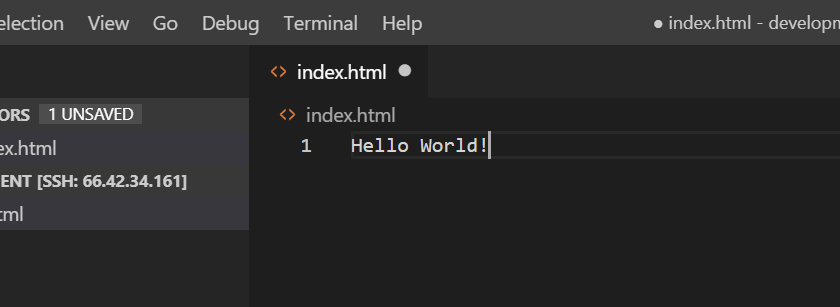 election View Go Debug Terminal Help ● index.html - developm
<> index.html ●
ORS 1 UNSAVED
<> index.html
ex.html
1 Hello World!
ENT [SSH: 66.42.34.161]
tml